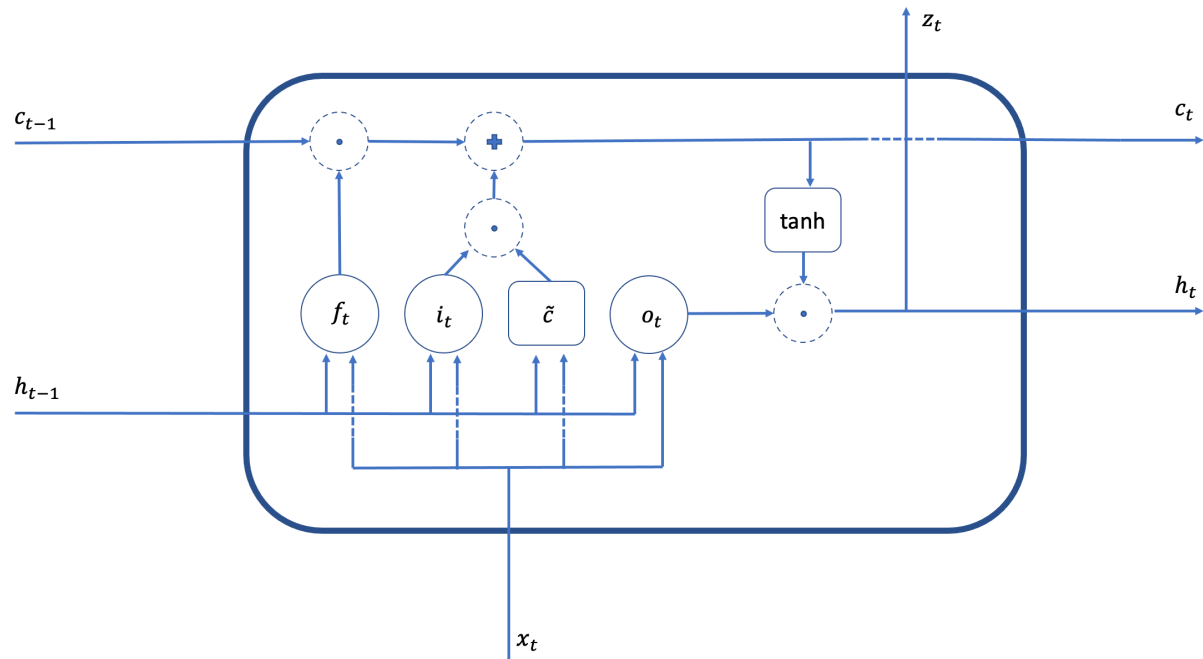 z_t
c_{t-1}
c_t
tanh
h_t
f_t
i_t
c̃
o_t
h_{t-1}
x_t